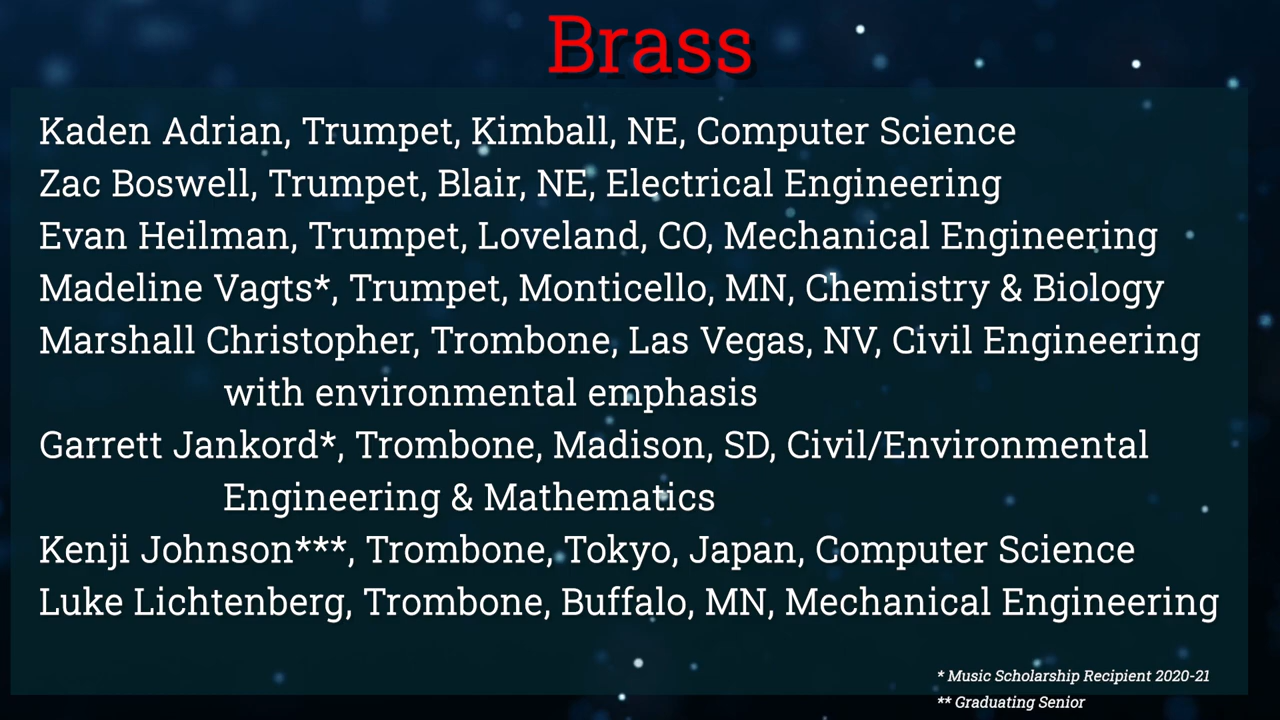 Brass
Kaden Adrian, Trumpet, Kimball, NE, Computer Science
Zac Boswell, Trumpet, Blair, NE, Electrical Engineering
Evan Heilman, Trumpet, Loveland, CO, Mechanical Engineering
Madeline Vagts*, Trumpet, Monticello, MN, Chemistry & Biology
Marshall Christopher, Trombone, Las Vegas, NV, Civil Engineering
with environmental emphasis
Garrett Jankord*, Trombone, Madison, SD, Civil/Environmental
Engineering & Mathematics
Kenji Johnson***, Trombone, Tokyo, Japan, Computer Science
Luke Lichtenberg, Trombone, Buffalo, MN, Mechanical Engineering
* Music Scholarship Recipient 2020-21
** Graduating Senior